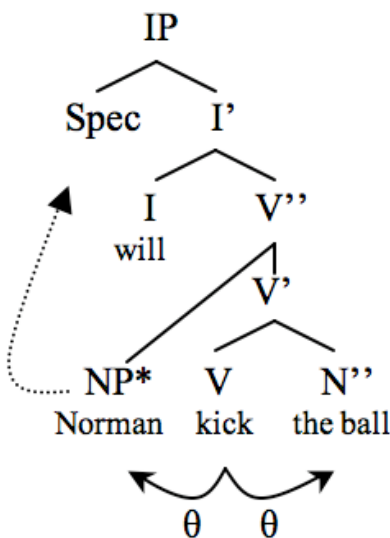 IP
Spec I’
I V’’
will
V’
NP* V N’’
Norman kick the ball
θ θ